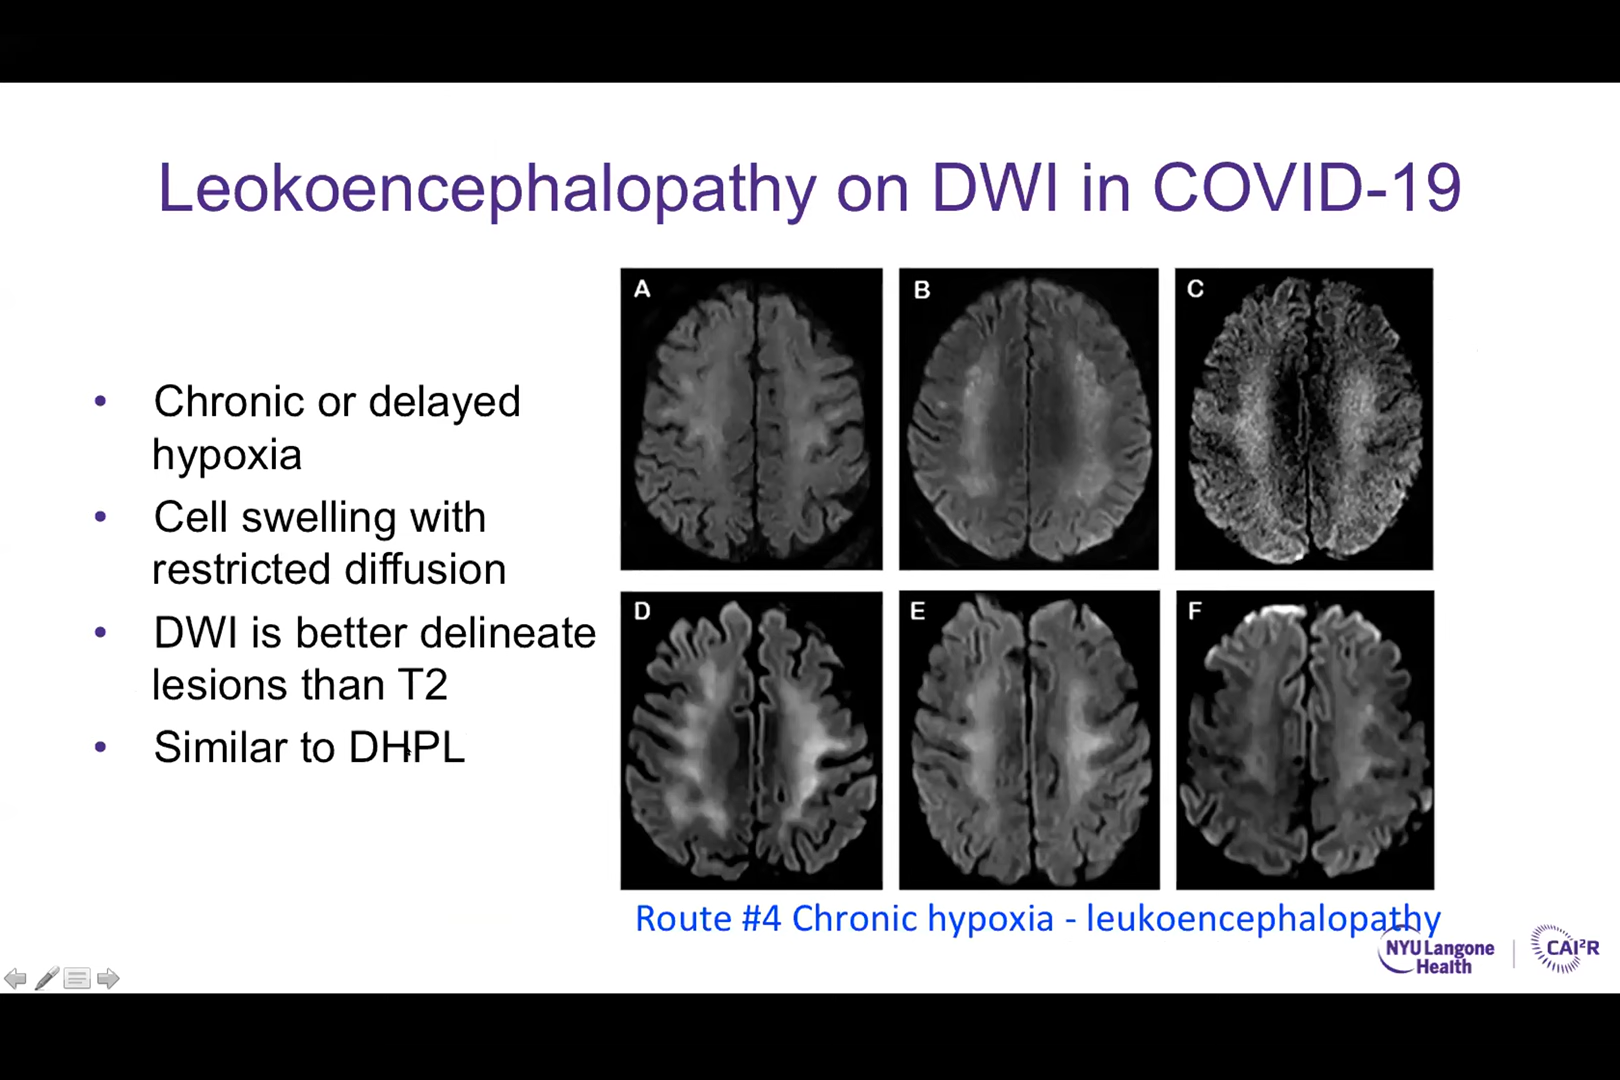 Leokoencephalopathy on DWI in COVID-19
• Chronic or delayed
hypoxia
• Cell swelling with
restricted diffusion
• DWI is better delineate
lesions than T2
• Similar to DHPL
A
B
C
D
E
F
Route #4 Chronic hypoxia - leukoencephalopathy
NYU Langone
Health
CAI²R